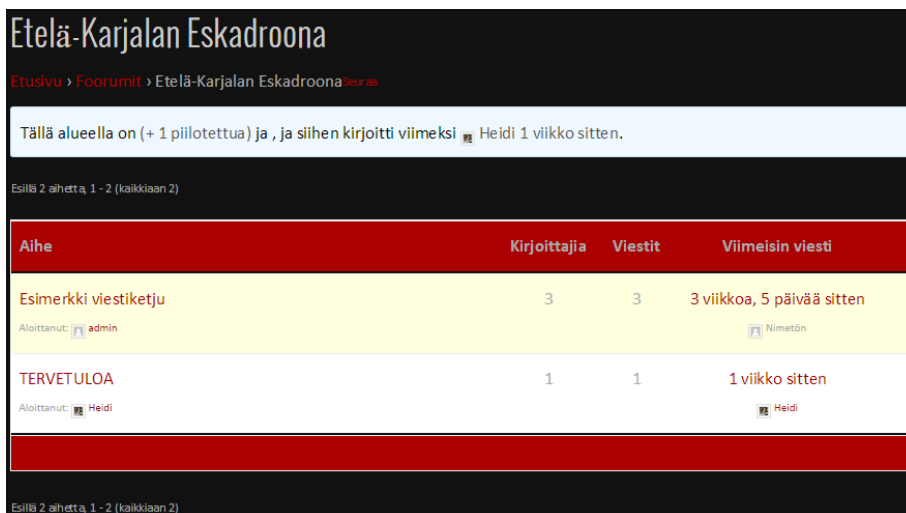 Etelä-Karjalan Eskadroona
Etusivu › Foorumit › Etelä-Karjalan EskadroonaSeuraa
Tällä alueella on (+ 1 piilotettua) ja , ja siihen kirjoitti viimeksi Heidi 1 viikko sitten.
Esillä 2 aihetta, 1 - 2 (kaikkiaan 2)
Aihe Kirjoittajia Viestit Viimeisin viesti
Esimerkki viestiketju 3 3 3 viikkoa, 5 päivää sitten
Aloittanut: admin Nimetön
TERVETULOA 1 1 1 viikko sitten
Aloittanut: Heidi Heidi
Esillä 2 aihetta, 1 - 2 (kaikkiaan 2)